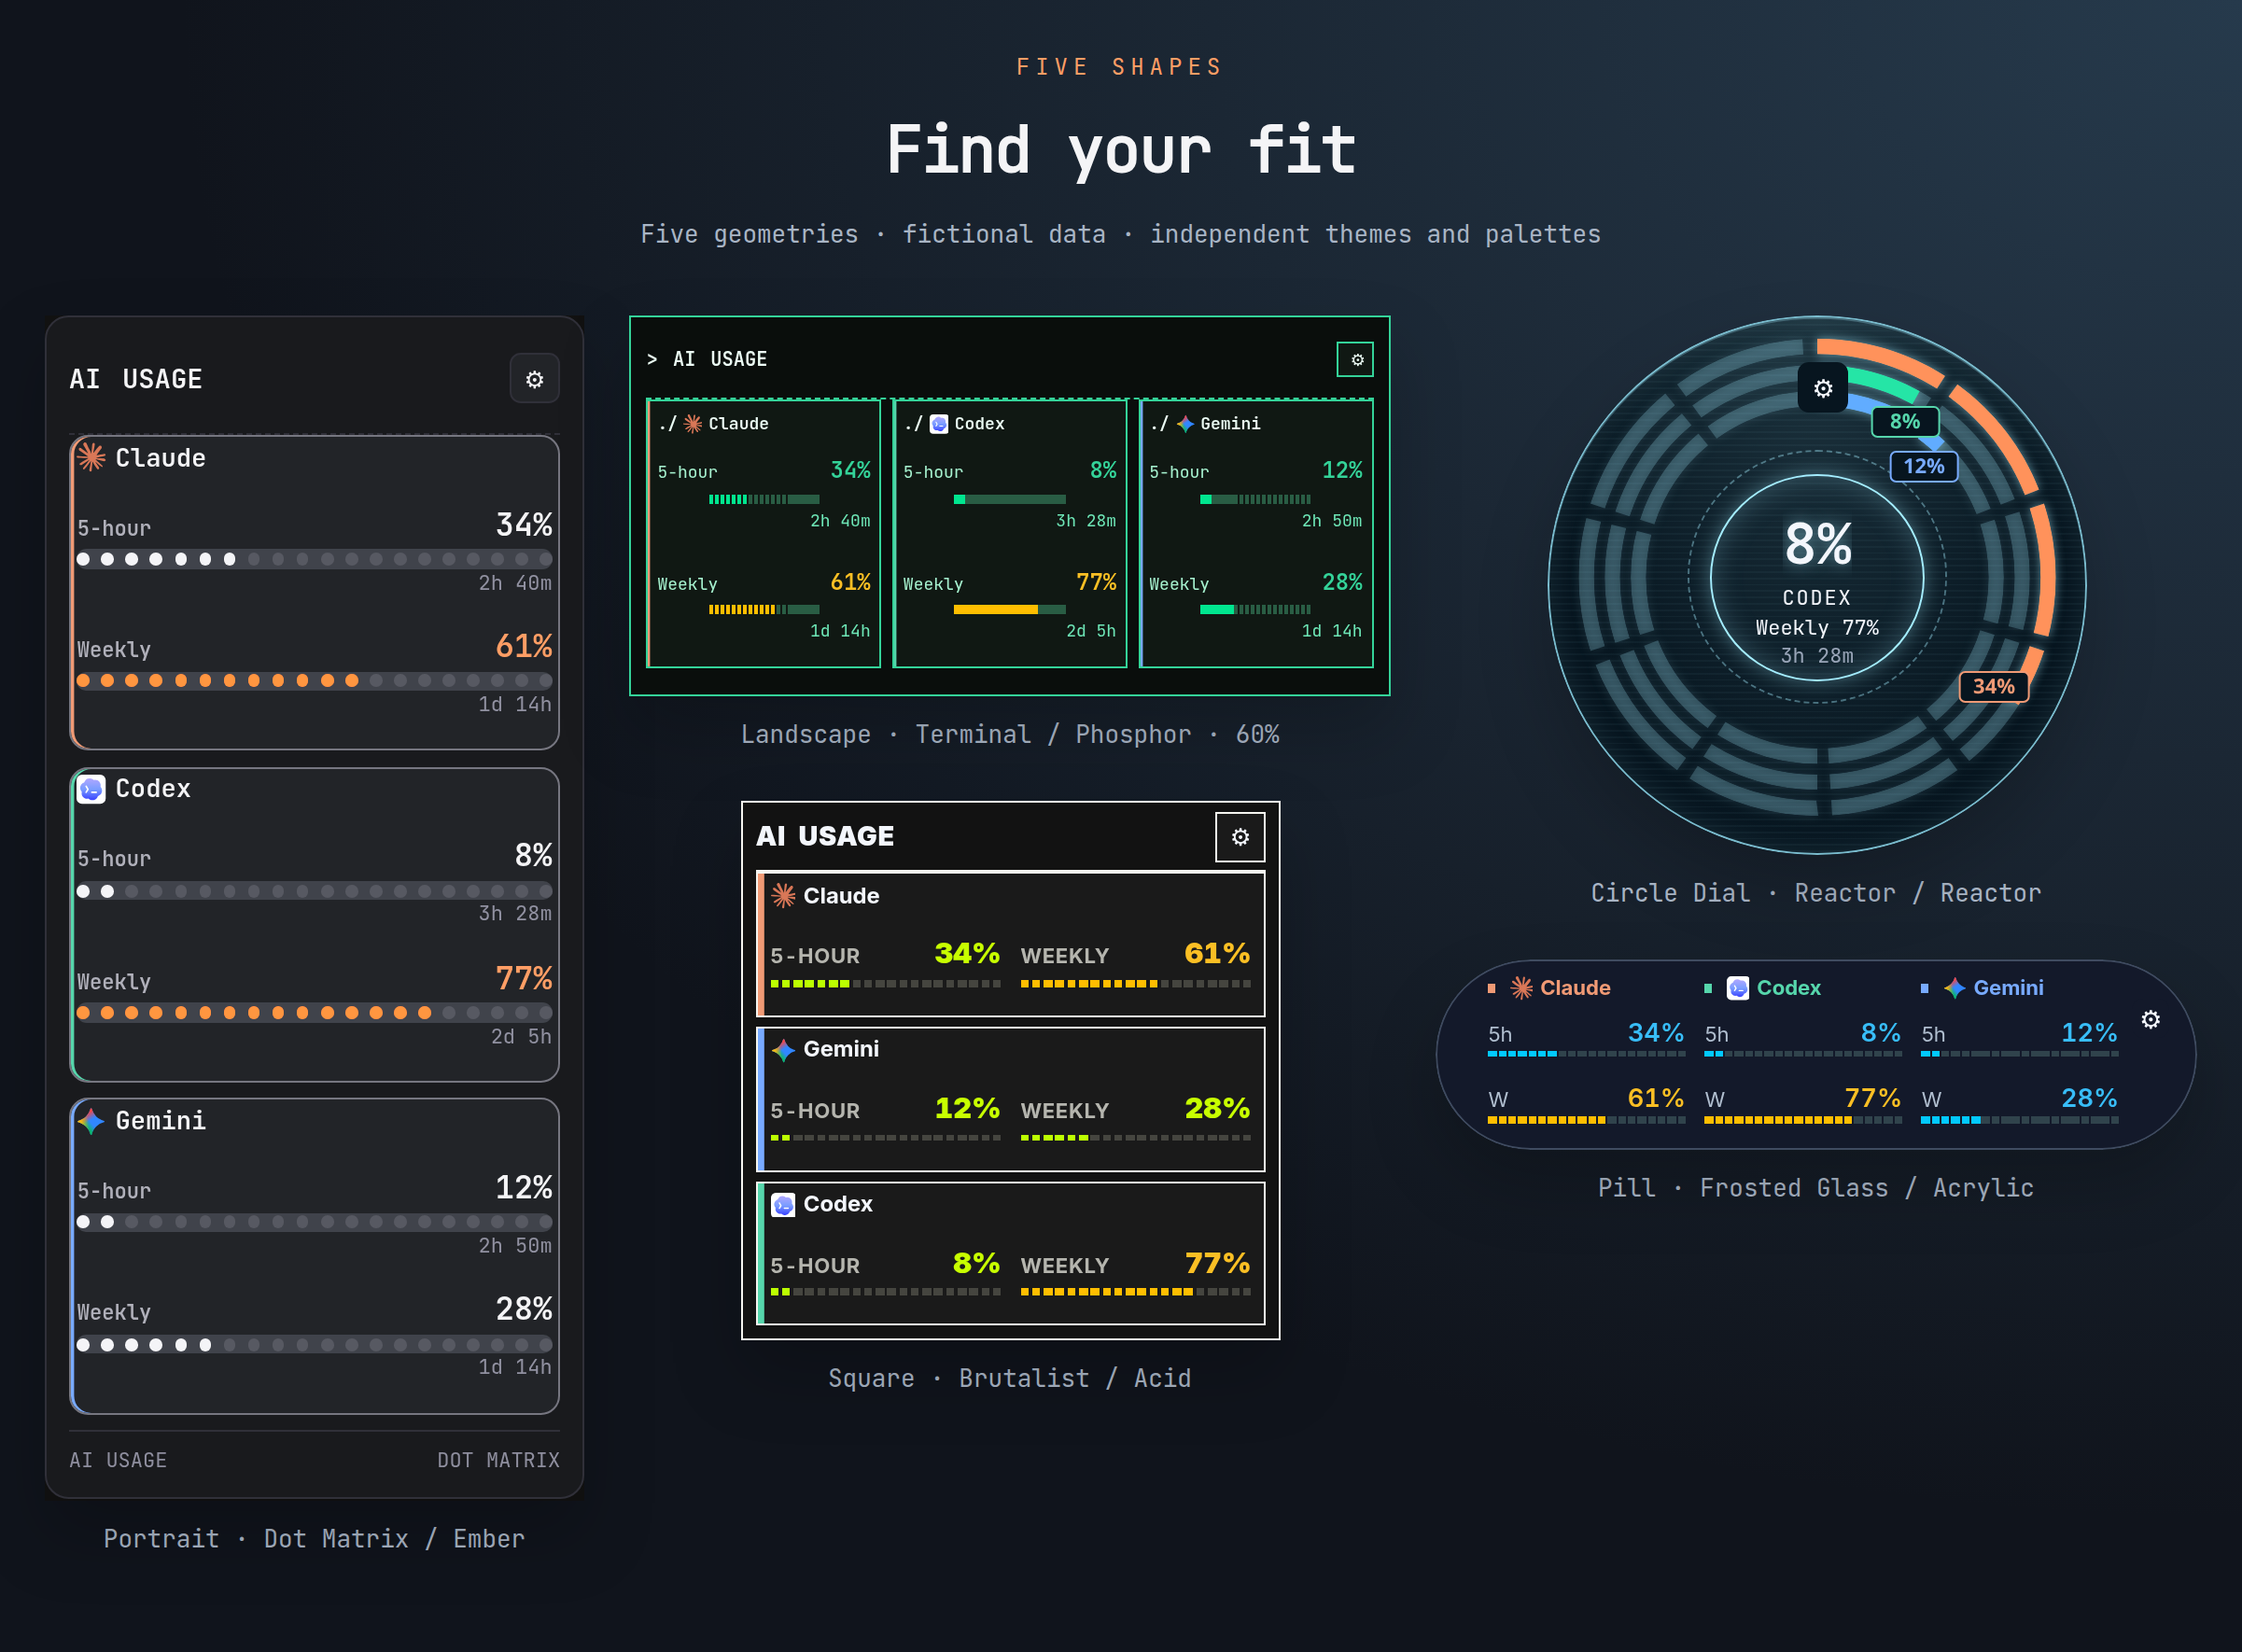 FIVE SHAPES
Find your fit
Five geometries · fictional data · independent themes and palettes
AI USAGE
Claude
5-hour 34%
2h 40m
Weekly 61%
1d 14h
Codex
5-hour 8%
3h 28m
Weekly 77%
2d 5h
Gemini
5-hour 12%
2h 50m
Weekly 28%
1d 14h
AI USAGE DOT MATRIX
Portrait · Dot Matrix / Ember
> AI USAGE
./ Claude
5-hour 34%
2h 40m
Weekly 61%
1d 14h
./ Codex
5-hour 8%
3h 28m
Weekly 77%
2d 5h
./ Gemini
5-hour 12%
2h 50m
Weekly 28%
1d 14h
Landscape · Terminal / Phosphor · 60%
AI USAGE
Claude
5-HOUR 34% WEEKLY 61%
Gemini
5-HOUR 12% WEEKLY 28%
Codex
5-HOUR 8% WEEKLY 77%
Square · Brutalist / Acid
8%
12%
8%
CODEX
Weekly 77%
3h 28m
34%
Circle Dial · Reactor / Reactor
Claude Codex Gemini
5h 34% 5h 8% 5h 12%
W 61% W 77% W 28%
Pill · Frosted Glass / Acrylic